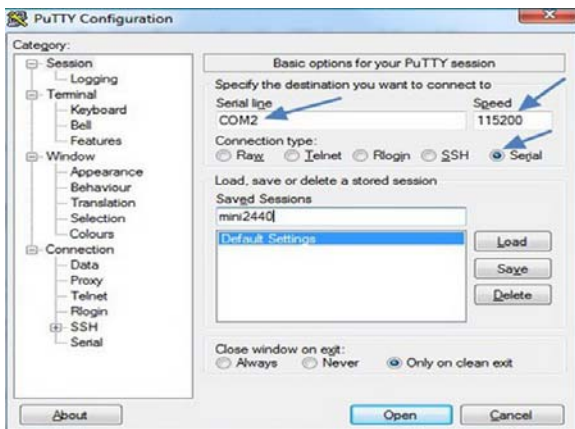 PuTTY Configuration
Category:
Session
Logging
Terminal
Keyboard
Bell
Features
Window
Appearance
Behaviour
Translation
Selection
Colours
Connection
Data
Proxy
Telnet
Rlogin
SSH
Serial
Basic options for your PuTTY session
Specify the destination you want to connect to
Serial line Speed
COM2 115200
Connection type:
Raw Telnet Rlogin SSH Serial
Load, save or delete a stored session
Saved Sessions
mini2440
Default Settings
Load
Save
Delete
Close window on exit:
Always Never Only on clean exit
About Open Cancel